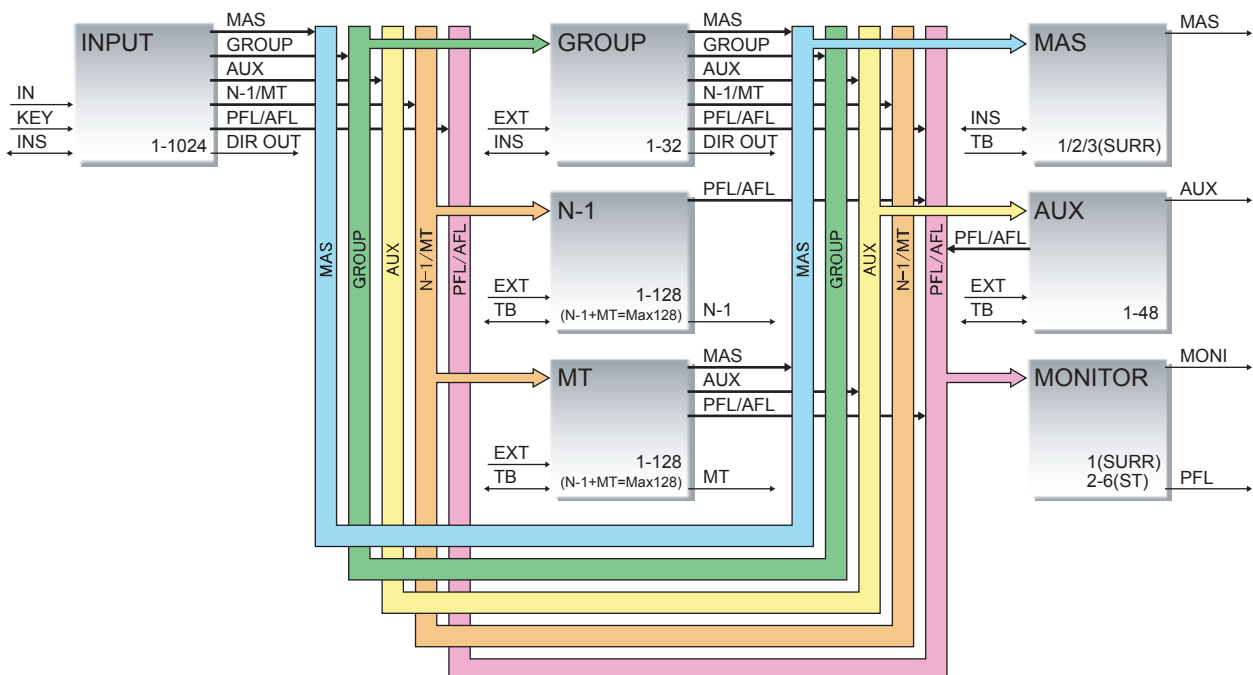 INPUT
IN
KEY
INS
1-1024
MAS
GROUP
AUX
N-1/MT
PFL/AFL
DIR OUT
MAS
GROUP
AUX
N-1/MT
PFL/AFL
GROUP
EXT
INS
1-32
MAS
GROUP
AUX
N-1/MT
PFL/AFL
DIR OUT
N-1
EXT
TB
1-128
(N-1+MT=Max128)
PFL/AFL
N-1
MT
EXT
TB
1-128
(N-1+MT=Max128)
MAS
AUX
PFL/AFL
MT
MAS
GROUP
AUX
N-1/MT
PFL/AFL
MAS
INS
TB
1/2/3(SURR)
MAS
AUX
PFL/AFL
EXT
TB
1-48
AUX
MONITOR
1(SURR)
2-6(ST)
MONI
PFL